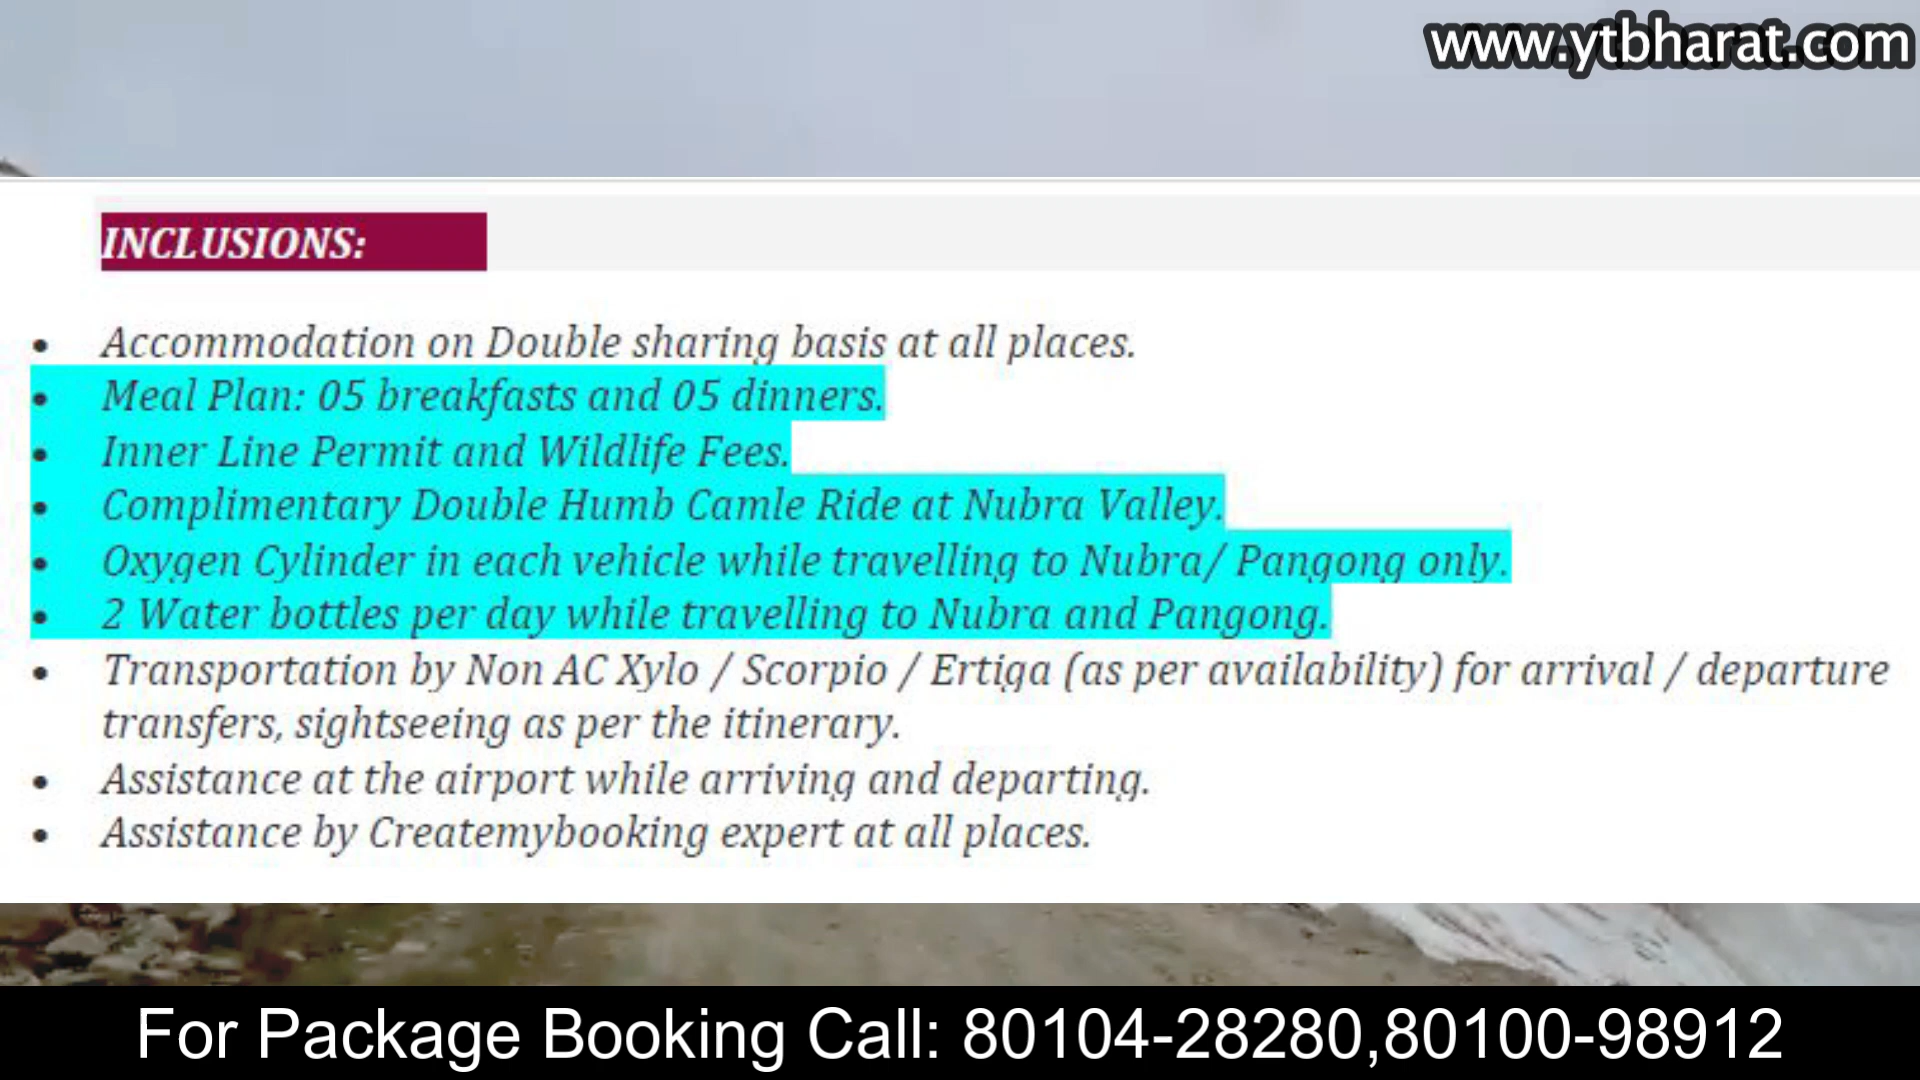 www.ytbharat.com
INCLUSIONS:
• Accommodation on Double sharing basis at all places.
• Meal Plan: 05 breakfasts and 05 dinners.
• Inner Line Permit and Wildlife Fees.
• Complimentary Double Humb Camle Ride at Nubra Valley.
• Oxygen Cylinder in each vehicle while travelling to Nubra/ Pangong only.
• 2 Water bottles per day while travelling to Nubra and Pangong.
• Transportation by Non AC Xylo / Scorpio / Ertiga (as per availability) for arrival / departure
transfers, sightseeing as per the itinerary.
• Assistance at the airport while arriving and departing.
• Assistance by Createmybooking expert at all places.
For Package Booking Call: 80104-28280,80100-98912